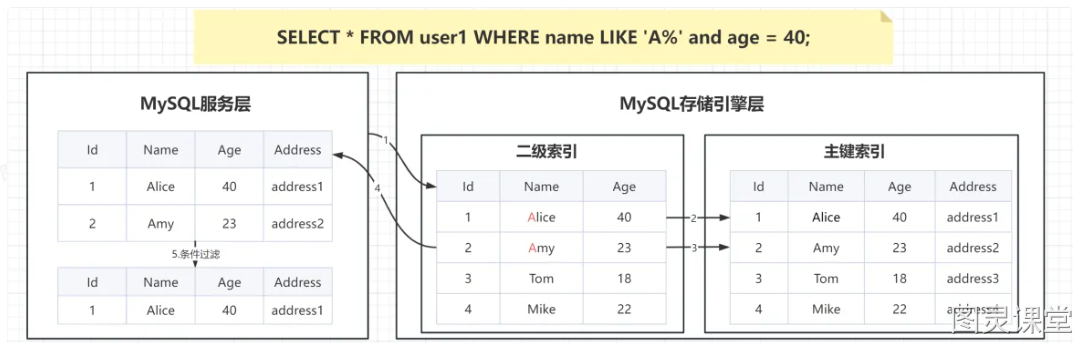 SELECT * FROM user1 WHERE name LIKE 'A%' and age = 40;
MySQL服务层
Id Name Age Address
1 Alice 40 address1
2 Amy 23 address2
5.条件过滤
Id Name Age Address
1 Alice 40 address1
1
4
MySQL存储引擎层
二级索引
Id Name Age
1 Alice 40
2 Amy 23
3 Tom 18
4 Mike 22
2
3
主键索引
Id Name Age Address
1 Alice 40 address1
2 Amy 23 address2
3 Tom 18 address3
4 Mike 22
图灵课堂